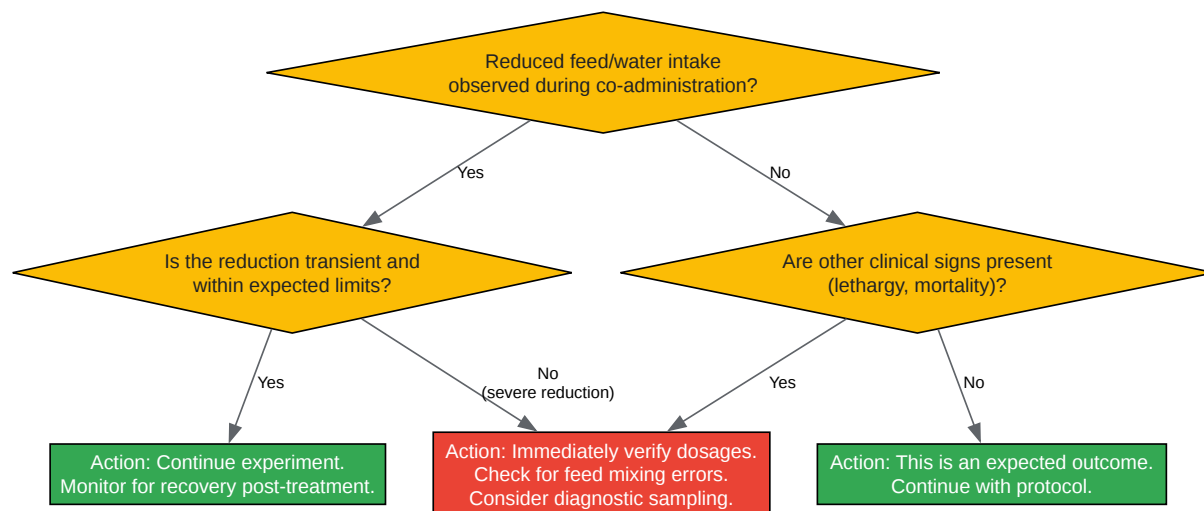 Reduced feed/water intake
observed during co-administration?
Yes
No
Is the reduction transient and
within expected limits?
Are other clinical signs present
(lethargy, mortality)?
Yes
No
(severe reduction)
Yes
No
Action: Continue experiment.
Monitor for recovery post-treatment.
Action: Immediately verify dosages.
Check for feed mixing errors.
Consider diagnostic sampling.
Action: This is an expected outcome.
Continue with protocol.